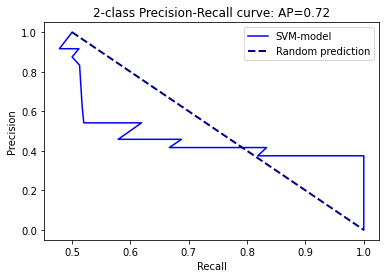 2-class Precision-Recall curve: AP=0.72
SVM-model
Random prediction
Precision
1.0
0.8
0.6
0.4
0.2
0.0
0.5
0.6
0.7
0.8
0.9
1.0
Recall